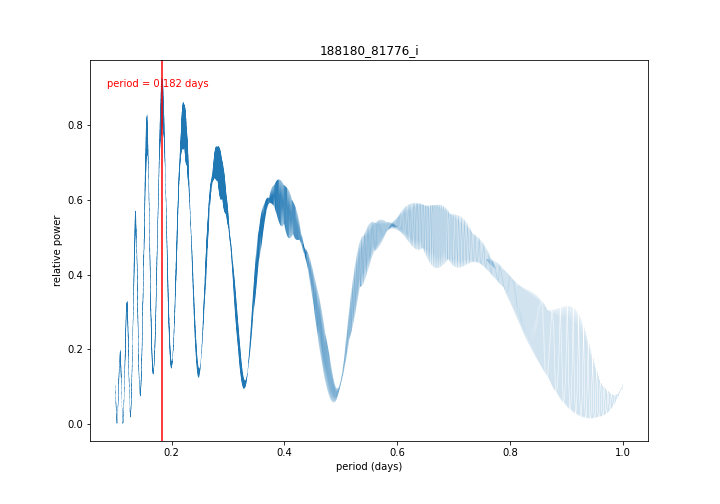 188180_81776_i
period = 0.182 days
relative power
0.8
0.6
0.4
0.2
0.0
0.2 0.4 0.6 0.8 1.0
period (days)